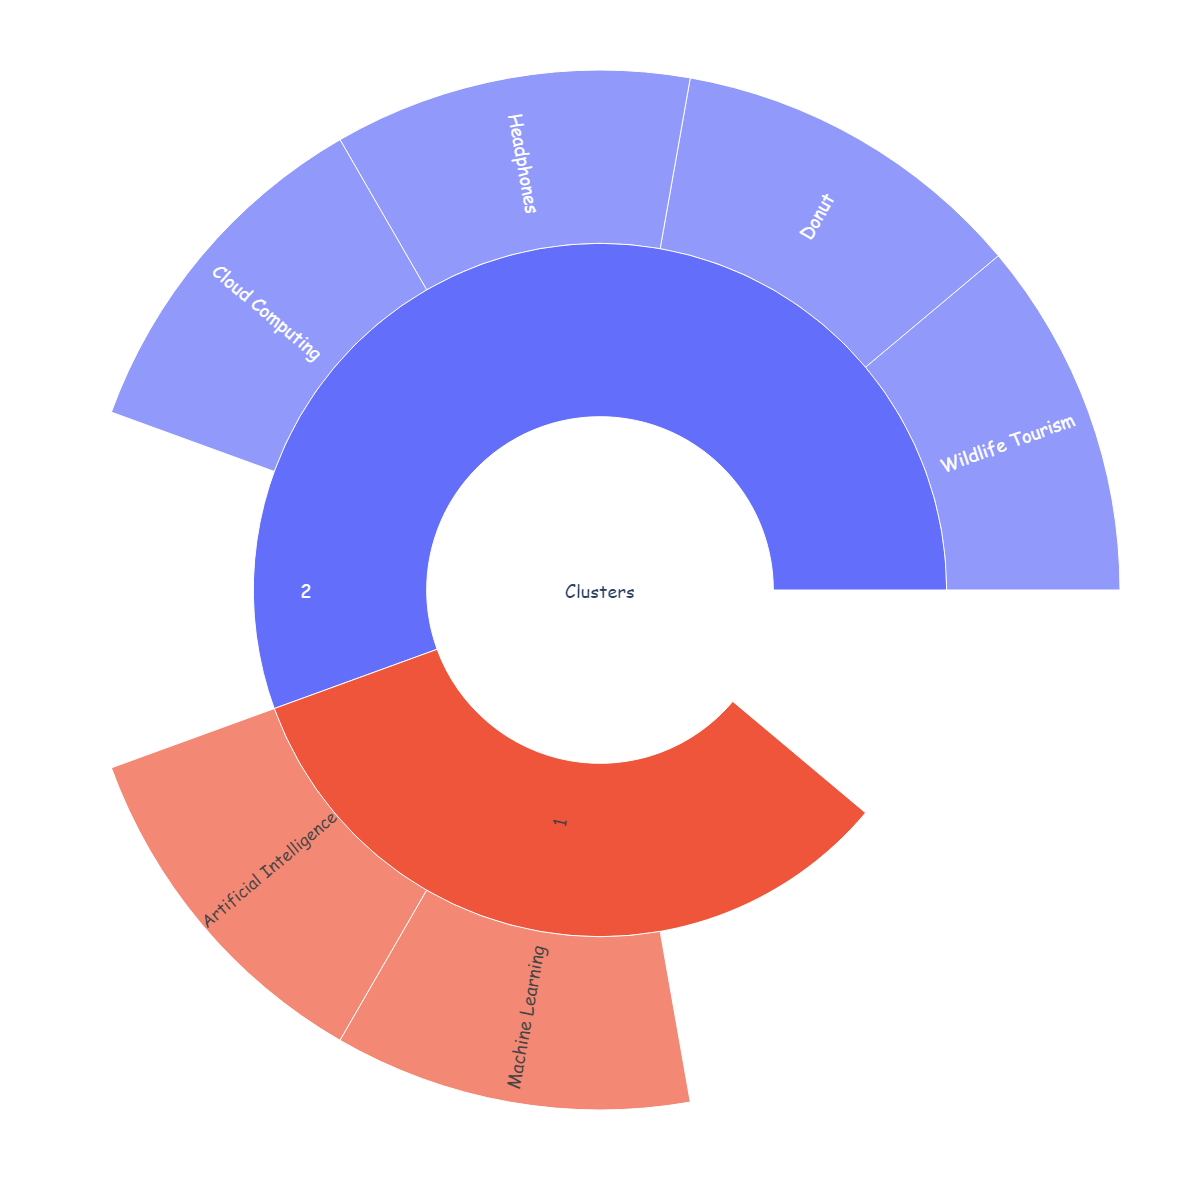 Headphones
Donut
Cloud Computing
Wildlife Tourism
2
Clusters
1
Artificial Intelligence
Machine Learning